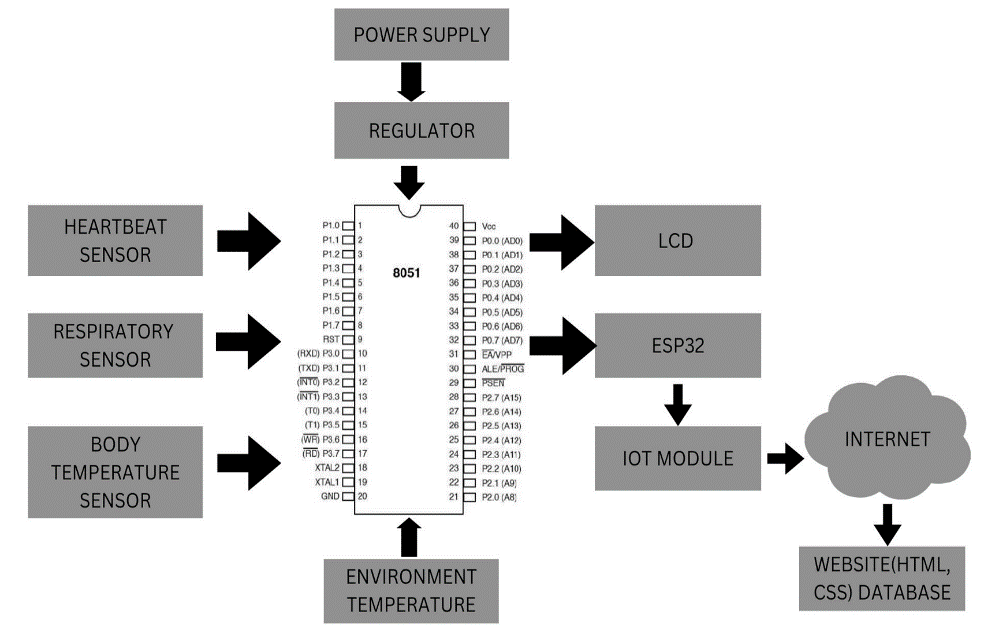 POWER SUPPLY
REGULATOR
HEARTBEAT
SENSOR
RESPIRATORY
SENSOR
BODY
TEMPERATURE
SENSOR
8051
P1.0 1
P1.1 2
P1.2 3
P1.3 4
P1.4 5
P1.5 6
P1.6 7
P1.7 8
RST 9
(RXD) P3.0 10
(TXD) P3.1 11
(INT0) P3.2 12
(INT1) P3.3 13
(T0) P3.4 14
(T1) P3.5 15
(WR) P3.6 16
(RD) P3.7 17
XTAL2 18
XTAL1 19
GND 20
40 Vcc
39 P0.0 (AD0)
38 P0.1 (AD1)
37 P0.2 (AD2)
36 P0.3 (AD3)
35 P0.4 (AD4)
34 P0.5 (AD5)
33 P0.6 (AD6)
32 P0.7 (AD7)
31 EA/VPP
30 ALE/PROG
29 PSEN
28 P2.7 (A15)
27 P2.6 (A14)
26 P2.5 (A13)
25 P2.4 (A12)
24 P2.3 (A11)
23 P2.2 (A10)
22 P2.1 (A9)
21 P2.0 (A8)
LCD
ESP32
IOT MODULE
INTERNET
WEBSITE(HTML,
CSS) DATABASE
ENVIRONMENT
TEMPERATURE